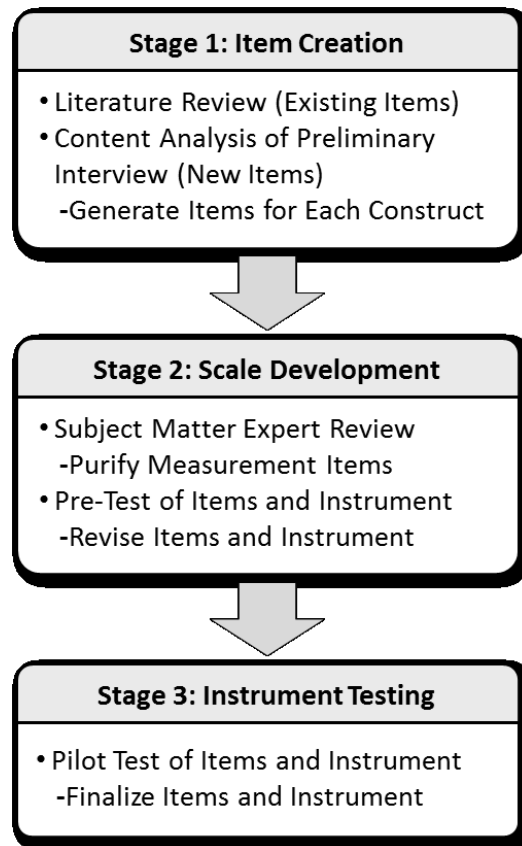 Stage 1: Item Creation
• Literature Review (Existing Items)
• Content Analysis of Preliminary
Interview (New Items)
-Generate Items for Each Construct
Stage 2: Scale Development
• Subject Matter Expert Review
-Purify Measurement Items
• Pre-Test of Items and Instrument
-Revise Items and Instrument
Stage 3: Instrument Testing
• Pilot Test of Items and Instrument
-Finalize Items and Instrument